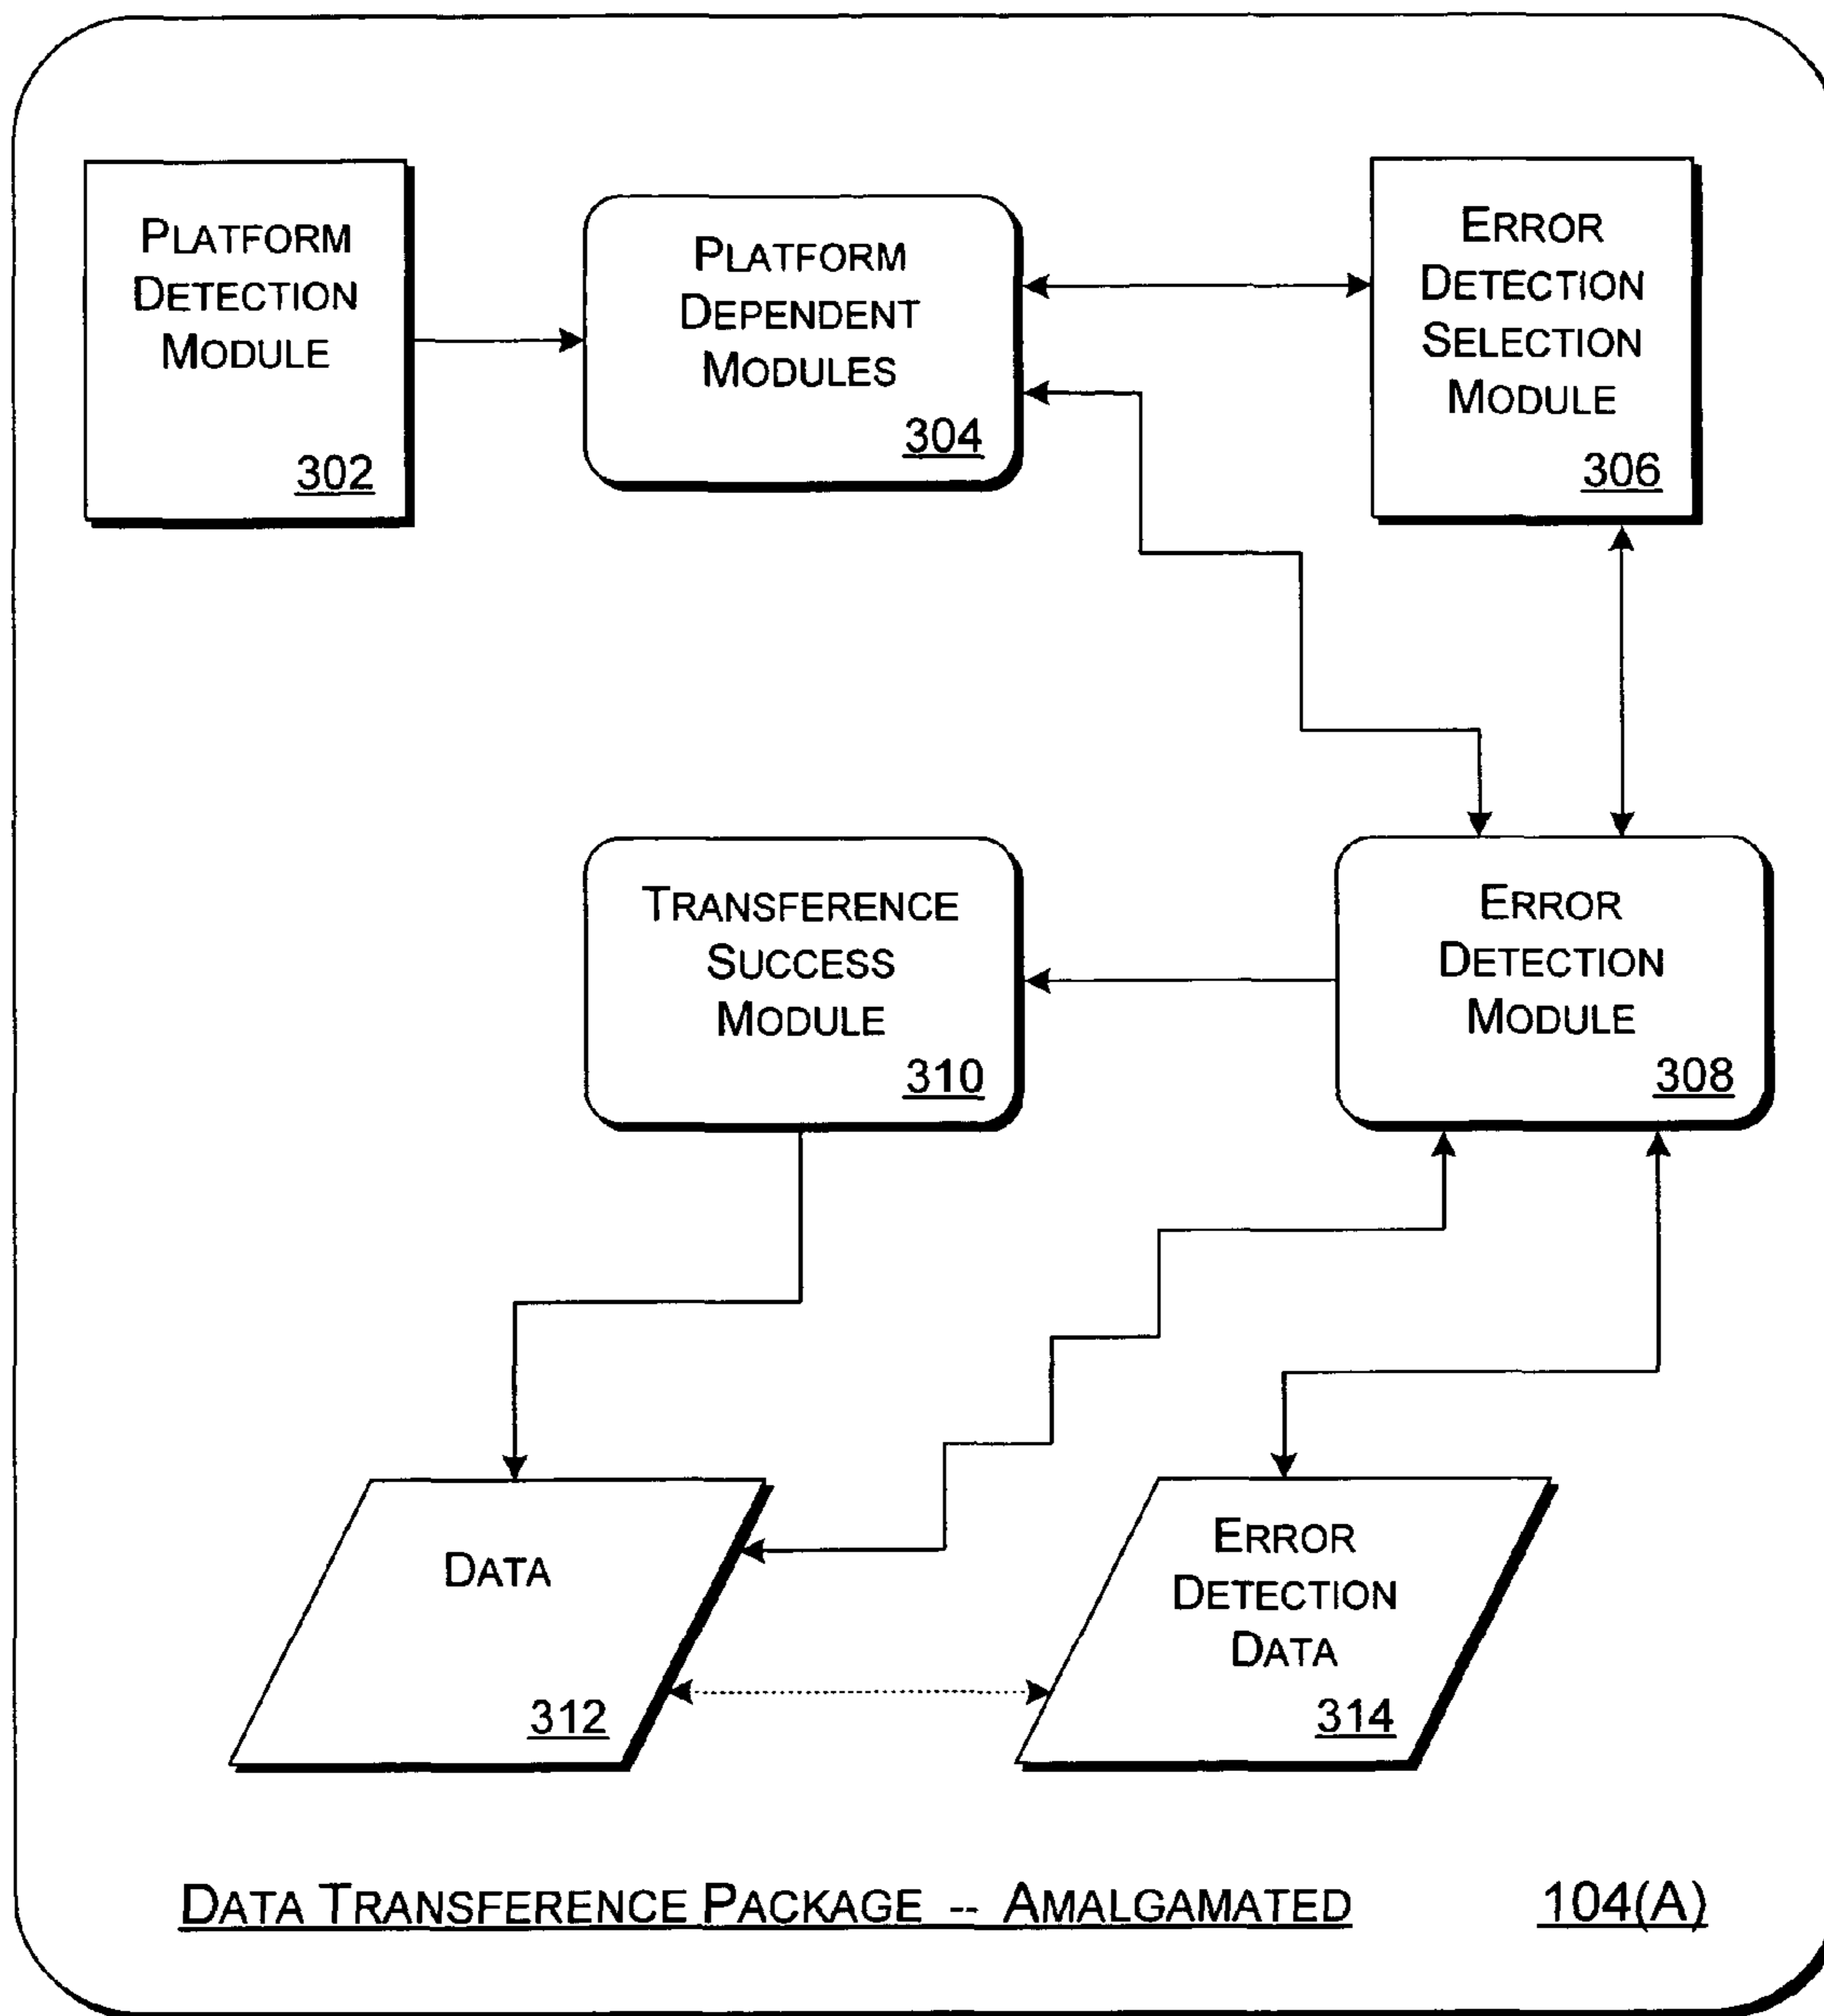 PLATFORM
DETECTION
MODULE
302
PLATFORM
DEPENDENT
MODULES
304
ERROR
DETECTION
SELECTION
MODULE
306
TRANSFERENCE
SUCCESS
MODULE
310
ERROR
DETECTION
MODULE
308
DATA
312
ERROR
DETECTION
DATA
314
DATA TRANSFERENCE PACKAGE -- AMALGAMATED 104(A)